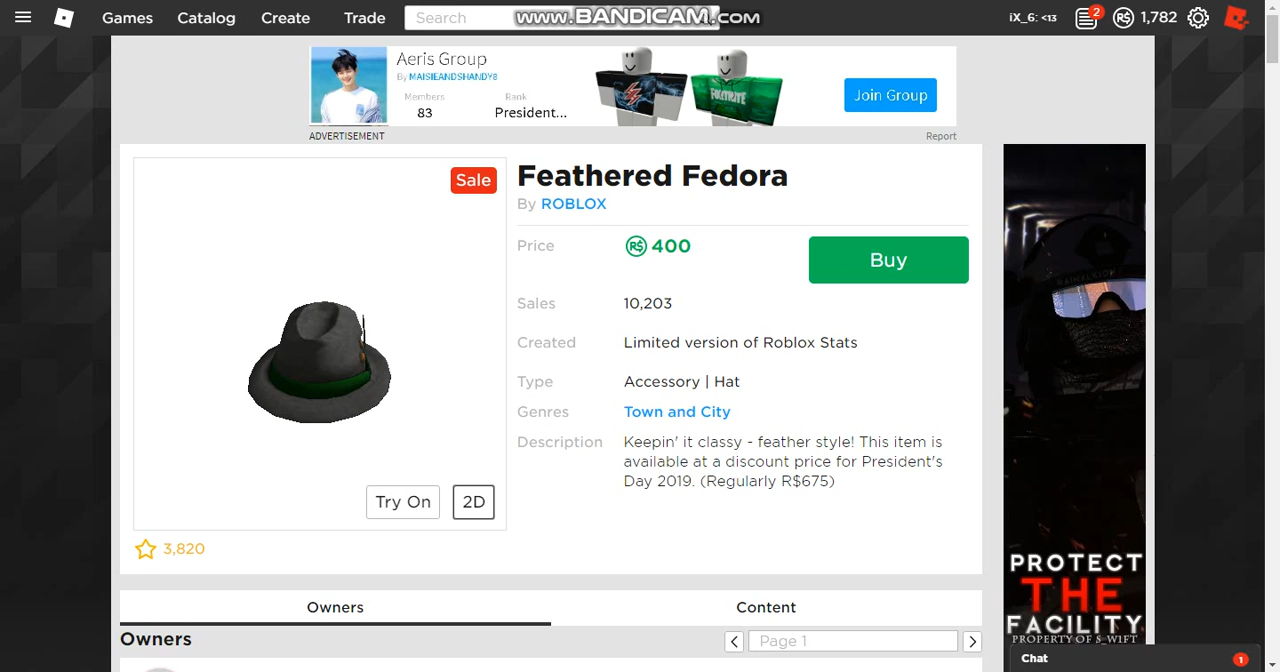 Games Catalog Create Trade Search www.BANDICAM.COM iX_6: <13 2 R$ 1,782
Aeris Group
By MAISIEANDSHANDY8
Members Rank
83 President...
FORTNITE
Join Group
ADVERTISEMENT Report
Sale
Feathered Fedora
By ROBLOX
Price R$ 400
Buy
Sales 10,203
Created Limited version of Roblox Stats
Type Accessory | Hat
Genres Town and City
Description Keepin' it classy - feather style! This item is
available at a discount price for President's
Day 2019. (Regularly R$675)
Try On 2D
3,820
PROTECT
THE
FACILITY
PROPERTY OF S_W1FT
Owners Content
Owners < Page 1 >
Chat 1